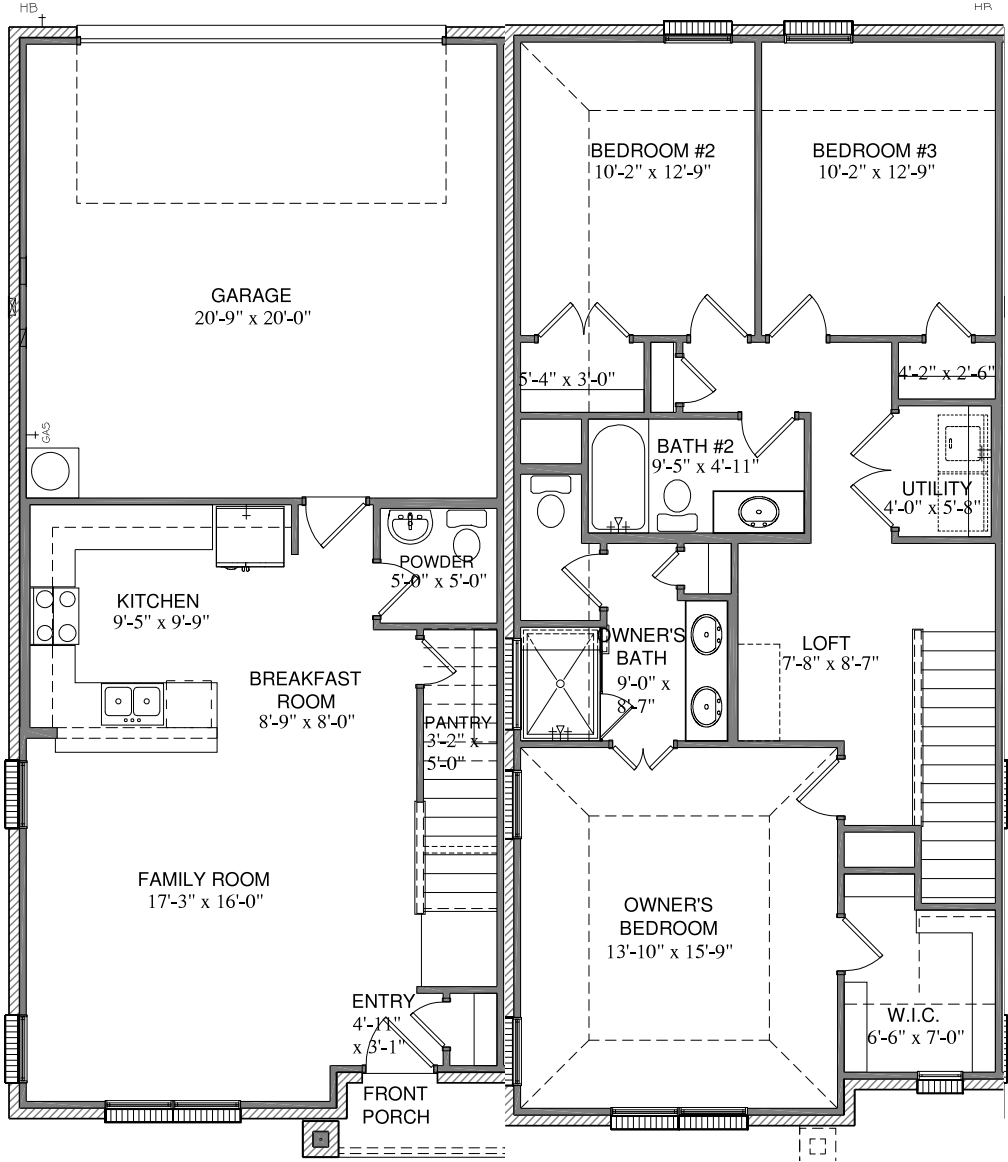 HB
HB
GARAGE
20'-9" x 20'-0"
GAS
KITCHEN
9'-5" x 9'-9"
POWDER
5'-0" x 5'-0"
BREAKFAST
ROOM
8'-9" x 8'-0"
PANTRY
3'-2" x
5'-0"
FAMILY ROOM
17'-3" x 16'-0"
ENTRY
4'-11"
x 3'-1"
FRONT
PORCH
BEDROOM #2
10'-2" x 12'-9"
BEDROOM #3
10'-2" x 12'-9"
5'-4" x 3'-0"
4'-2" x 2'-6"
BATH #2
9'-5" x 4'-11"
UTILITY
4'-0" x 5'-8"
OWNER'S
BATH
9'-0" x
8'-7"
LOFT
7'-8" x 8'-7"
OWNER'S
BEDROOM
13'-10" x 15'-9"
W.I.C.
6'-6" x 7'-0"